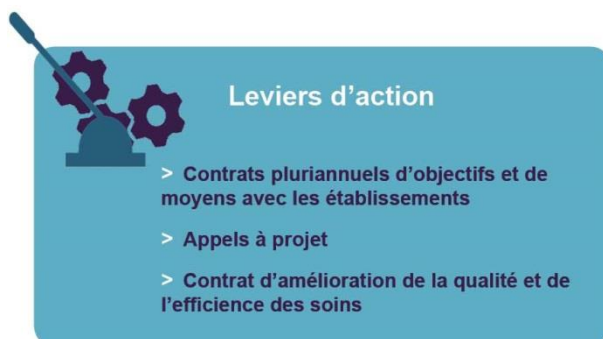 Leviers d’action
> Contrats pluriannuels d’objectifs et de
moyens avec les établissements
> Appels à projet
> Contrat d’amélioration de la qualité et de
l’efficience des soins